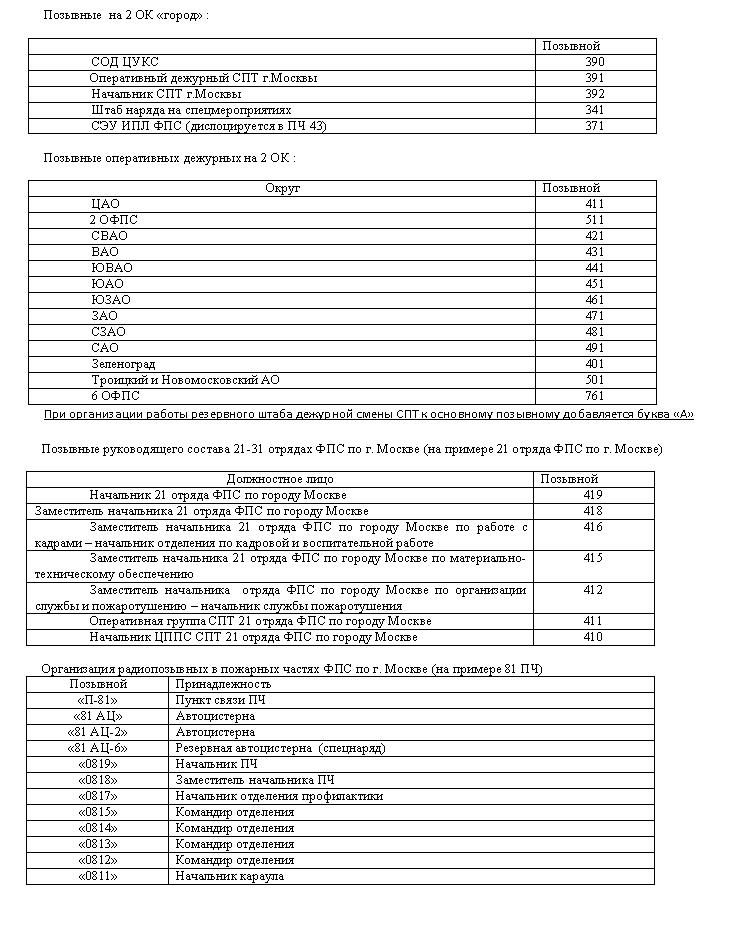 Позывные на 2 ОК «город» :
Позывной
СОД ЦУКС 390
Оперативный дежурный СПТ г.Москвы 391
Начальник СПТ г.Москвы 392
Штаб наряда на спецмероприятиях 341
СЭУ ИПЛ ФПС (дислоцируется в ПЧ 43) 371
Позывные оперативных дежурных на 2 ОК :
Округ Позывной
ЦАО 411
2 ОФПС 511
СВАО 421
ВАО 431
ЮВАО 441
ЮАО 451
ЮЗАО 461
ЗАО 471
СЗАО 481
САО 491
Зеленоград 401
Троицкий и Новомосковский АО 501
6 ОФПС 761
При организации работы резервного штаба дежурной смены СПТ к основному позывному добавляется буква «А»
Позывные руководящего состава 21-31 отрядах ФПС по г. Москве (на примере 21 отряда ФПС по г. Москве)
Должностное лицо Позывной
Начальник 21 отряда ФПС по городу Москве 419
Заместитель начальника 21 отряда ФПС по городу Москве 418
Заместитель начальника 21 отряда ФПС по городу Москве по работе с 416
кадрами – начальник отделения по кадровой и воспитательной работе
Заместитель начальника 21 отряда ФПС по городу Москве по материально- 415
техническому обеспечению
Заместитель начальника отряда ФПС по городу Москве по организации 412
службы и пожаротушению – начальник службы пожаротушения
Оперативная группа СПТ 21 отряда ФПС по городу Москве 411
Начальник ЦППС СПТ 21 отряда ФПС по городу Москве 410
Организация радиопозывных в пожарных частях ФПС по г. Москве (на примере 81 ПЧ)
Позывной Принадлежность
«П-81» Пункт связи ПЧ
«81 АЦ» Автоцистерна
«81 АЦ-2» Автоцистерна
«81 АЦ-6» Резервная автоцистерна (спецнаряд)
«0819» Начальник ПЧ
«0818» Заместитель начальника ПЧ
«0817» Начальник отделения профилактики
«0815» Командир отделения
«0814» Командир отделения
«0813» Командир отделения
«0812» Командир отделения
«0811» Начальник караула